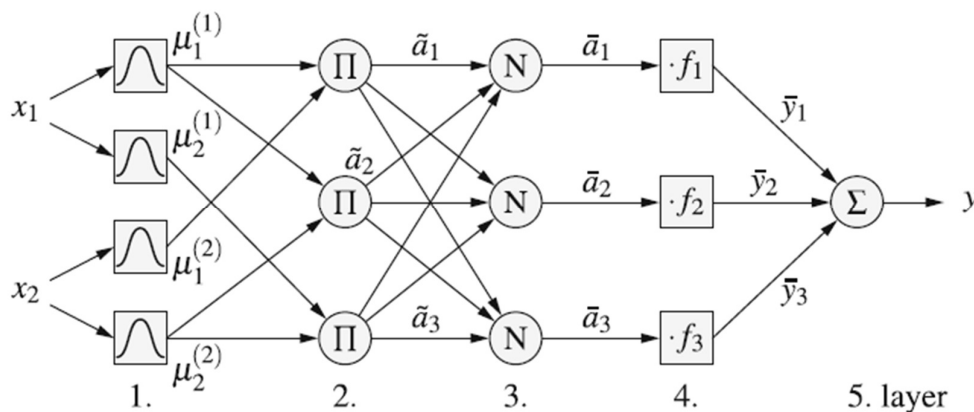 μ₁⁽¹⁾ Π ã₁ N ā₁ ·f₁
x₁ ȳ₁
μ₂⁽¹⁾
ã₂
Π N ā₂ ·f₂ ȳ₂ Σ y
μ₁⁽²⁾
x₂ ȳ₃
Π ã₃ N ā₃ ·f₃
μ₂⁽²⁾
1. 2. 3. 4. 5. layer